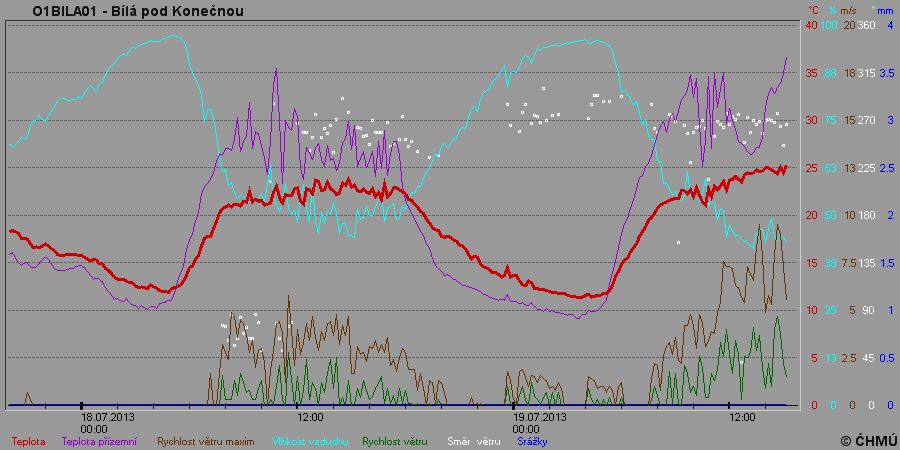 O1BILA01 - Bílá pod Konečnou
°C % m/s ° mm
40 100 20 360 4
35 88 18 315 3.5
30 75 15 270 3
25 63 13 225 2.5
20 50 10 180 2
15 38 7.5 135 1.5
10 25 5 90 1
5 13 2.5 45 0.5
0 0 0 0 0
18.07.2013 12:00 19.07.2013 12:00
00:00 00:00
Teplota Teplota přízemní Rychlost větru maxim Vlhkost vzduchu Rychlost větru Směr větru Srážky
© ČHMÚ